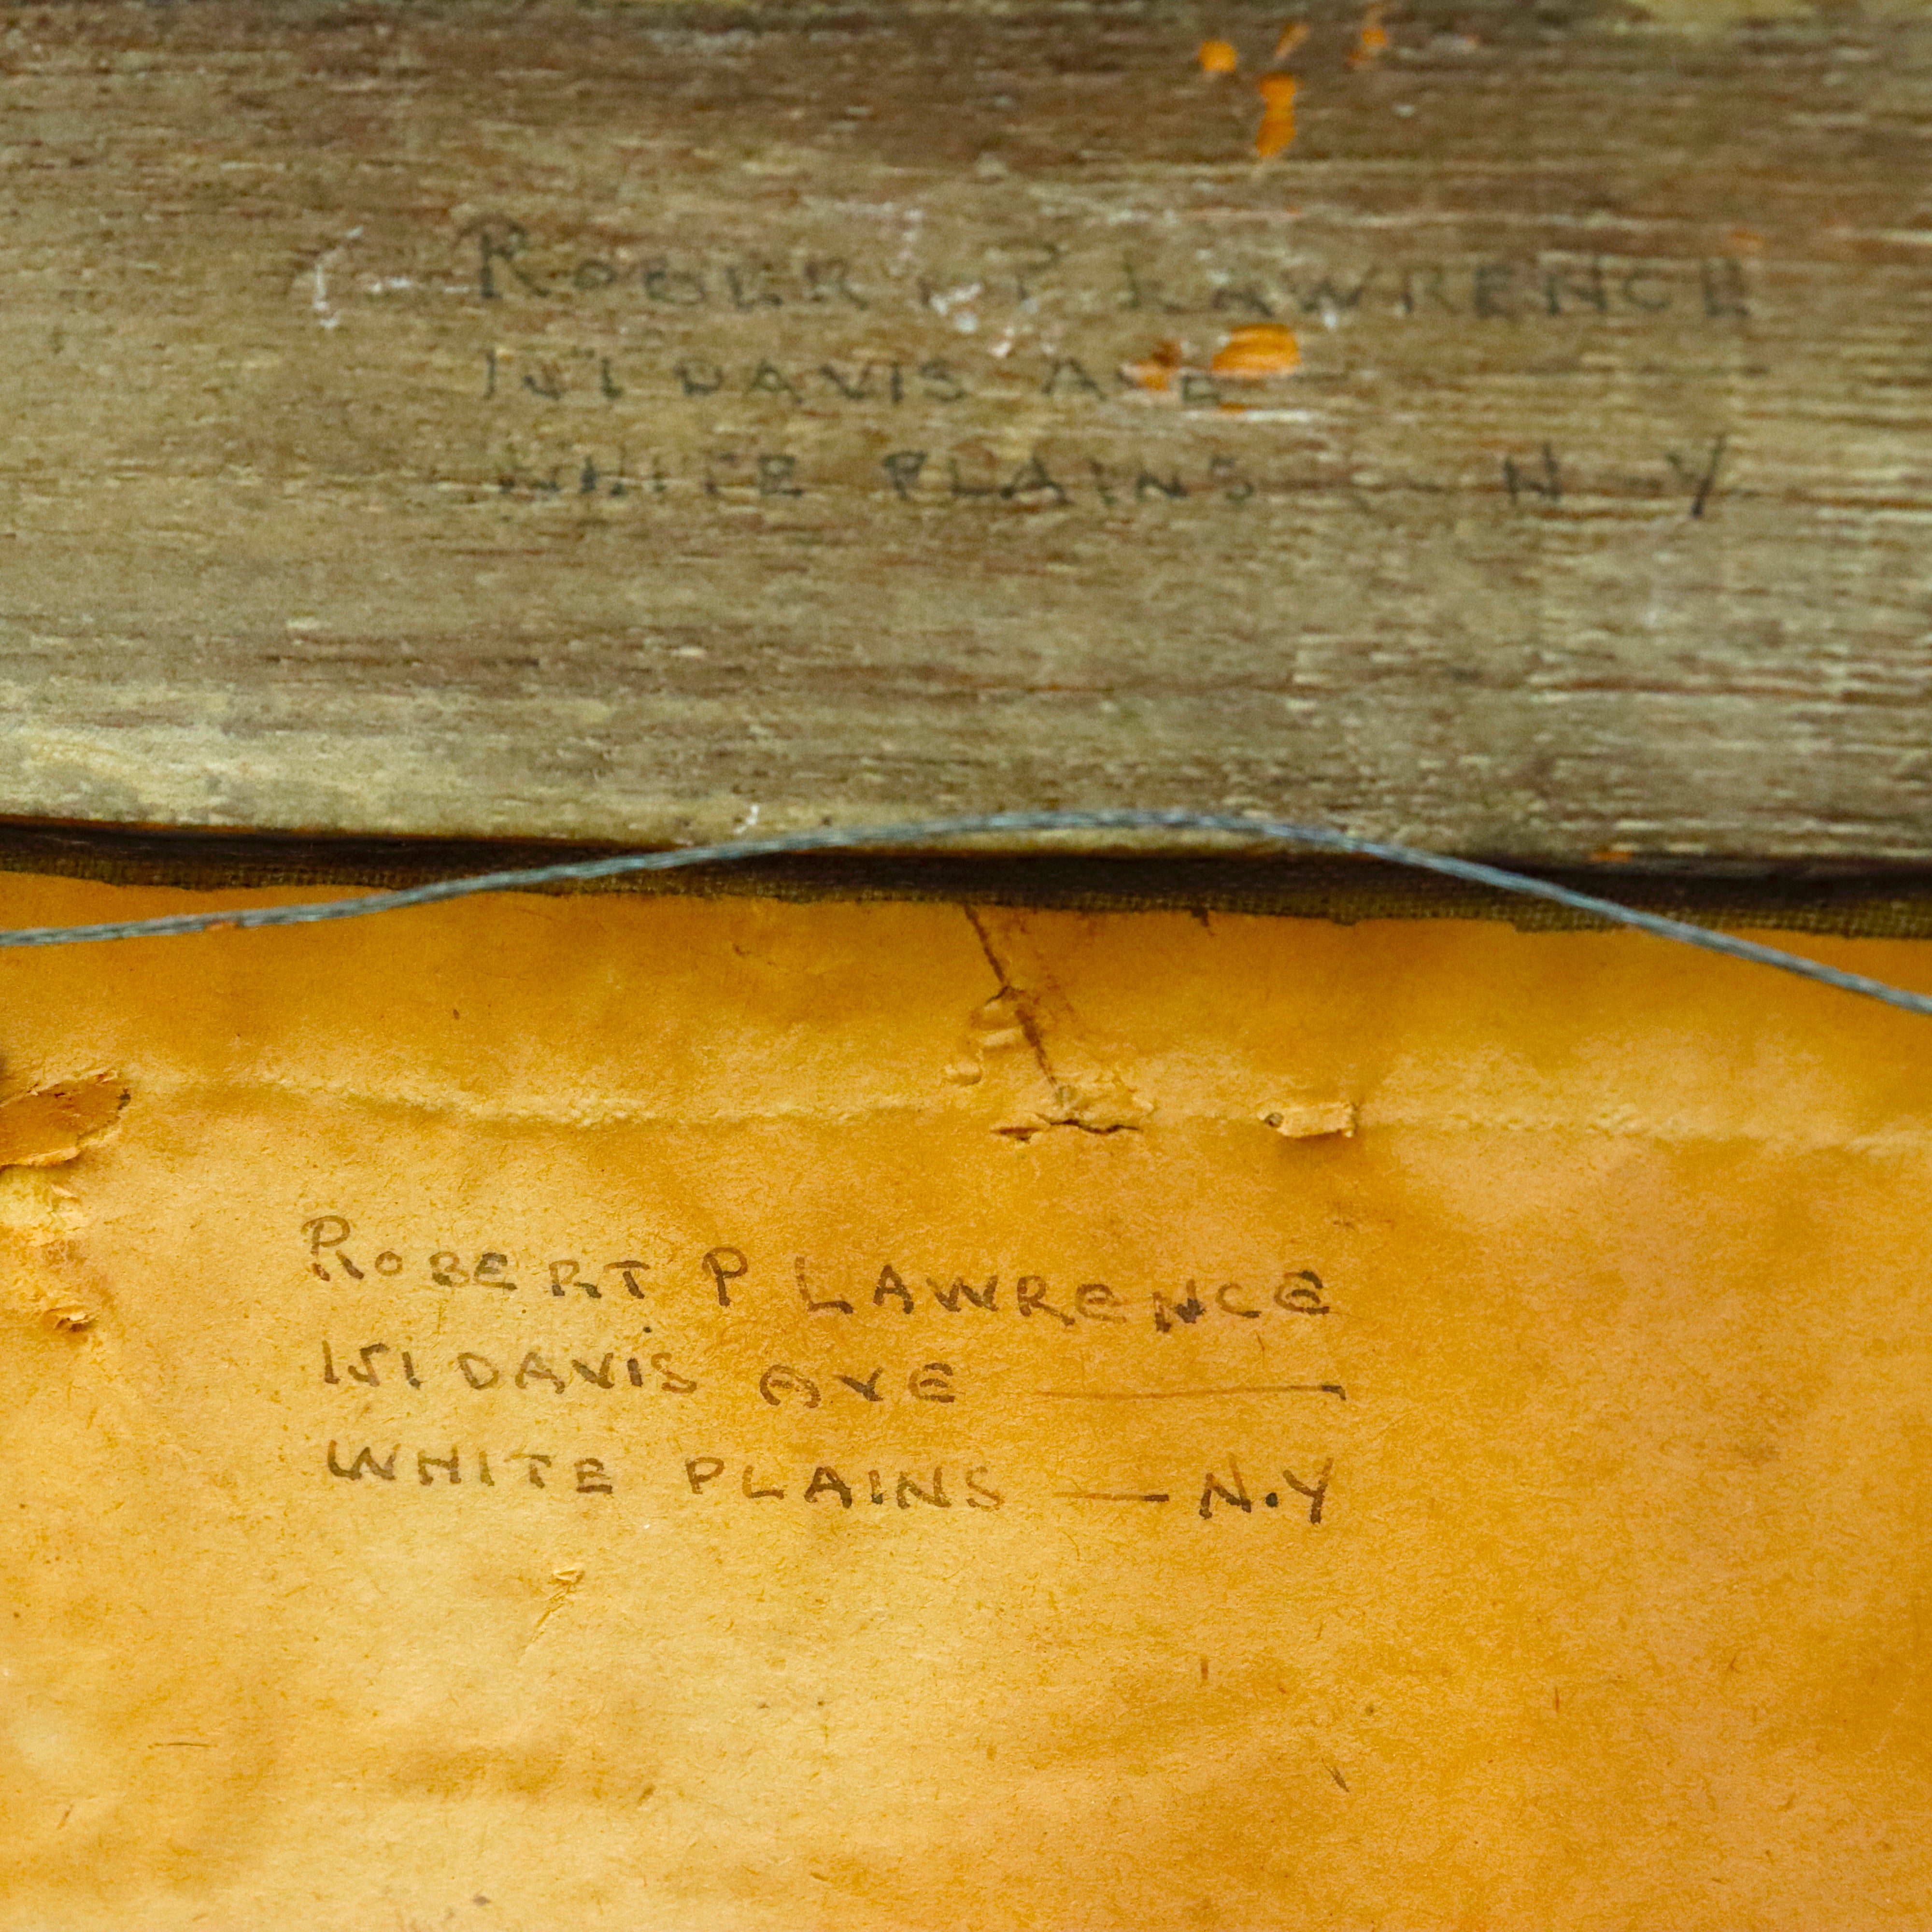 ROBERT P LAWRENCE
151 DAVIS AVE
WHITE PLAINS — N Y
ROBERT P LAWRENCE
151 DAVIS AVE —
WHITE PLAINS — N.Y